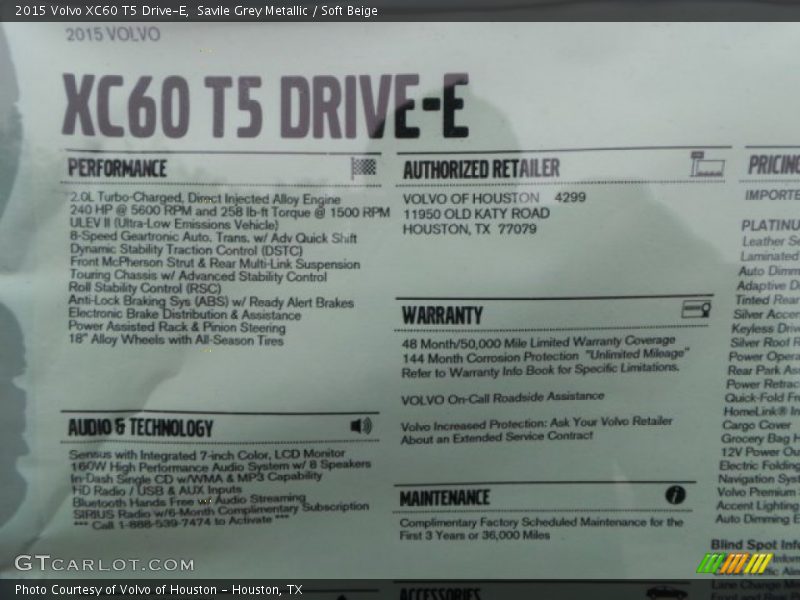 2015 Volvo XC60 T5 Drive-E, Savile Grey Metallic / Soft Beige
2015 VOLVO
XC60 T5 DRIVE-E
PERFORMANCE
2.0L Turbo-Charged, Direct Injected Alloy Engine
240 HP @ 5600 RPM and 258 lb-ft Torque @ 1500 RPM
ULEV II (Ultra-Low Emissions Vehicle)
8-Speed Geartronic Auto. Trans. w/ Adv Quick Shift
Dynamic Stability Traction Control (DSTC)
Front McPherson Strut & Rear Multi-Link Suspension
Touring Chassis w/ Advanced Stability Control
Roll Stability Control (RSC)
Anti-Lock Braking Sys (ABS) w/ Ready Alert Brakes
Electronic Brake Distribution & Assistance
Power Assisted Rack & Pinion Steering
18" Alloy Wheels with All-Season Tires
AUDIO & TECHNOLOGY
Sensus with Integrated 7-inch Color, LCD Monitor
160W High Performance Audio System w/ 8 Speakers
In-Dash Single CD w/WMA & MP3 Capability
HD Radio / USB & AUX Inputs
Bluetooth Hands Free w/ Audio Streaming
SIRIUS Radio w/6-Month Complimentary Subscription
*** Call 1-888-539-7474 to Activate ***
AUTHORIZED RETAILER
VOLVO OF HOUSTON 4299
11950 OLD KATY ROAD
HOUSTON, TX 77079
WARRANTY
48 Month/50,000 Mile Limited Warranty Coverage
144 Month Corrosion Protection "Unlimited Mileage"
Refer to Warranty Info Book for Specific Limitations.
VOLVO On-Call Roadside Assistance
Volvo Increased Protection: Ask Your Volvo Retailer
About an Extended Service Contract
MAINTENANCE
Complimentary Factory Scheduled Maintenance for the
First 3 Years or 36,000 Miles
ACCESSORIES
PRICING
IMPORTE
PLATINU
Leather Se
Laminated
Auto Dimm
Adaptive D
Tinted Rear
Silver Accen
Keyless Driv
Silver Roof R
Power Opera
Rear Park As
Power Retrac
Quick-Fold Fr
HomeLink® In
Cargo Cover
Grocery Bag H
12V Power Ou
Electric Folding
Navigation Syst
Volvo Premium
Accent Lighting
Auto Dimming E
Blind Spot Info
Lane Change Me
GTCarLot.com
Photo Courtesy of Volvo of Houston - Houston, TX